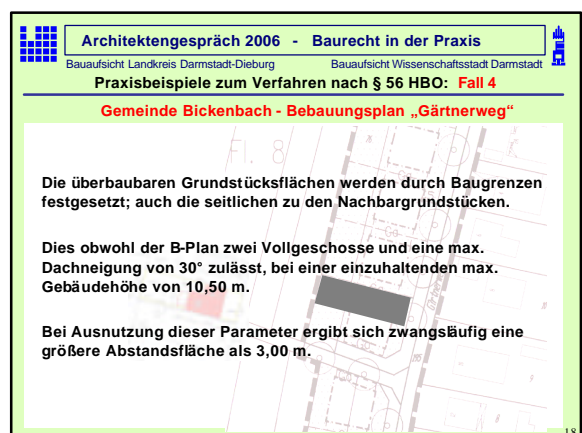 Architektengespräch 2006 - Baurecht in der Praxis
Bauaufsicht Landkreis Darmstadt-Dieburg Bauaufsicht Wissenschaftsstadt Darmstadt
Praxisbeispiele zum Verfahren nach § 56 HBO: Fall 4
Gemeinde Bickenbach - Bebauungsplan „Gärtnerweg“
Fl. 8
Die überbaubaren Grundstücksflächen werden durch Baugrenzen
festgesetzt; auch die seitlichen zu den Nachbargrundstücken.
Dies obwohl der B-Plan zwei Vollgeschosse und eine max.
Dachneigung von 30° zulässt, bei einer einzuhaltenden max.
Gebäudehöhe von 10,50 m.
Bei Ausnutzung dieser Parameter ergibt sich zwangsläufig eine
größere Abstandsfläche als 3,00 m.
18